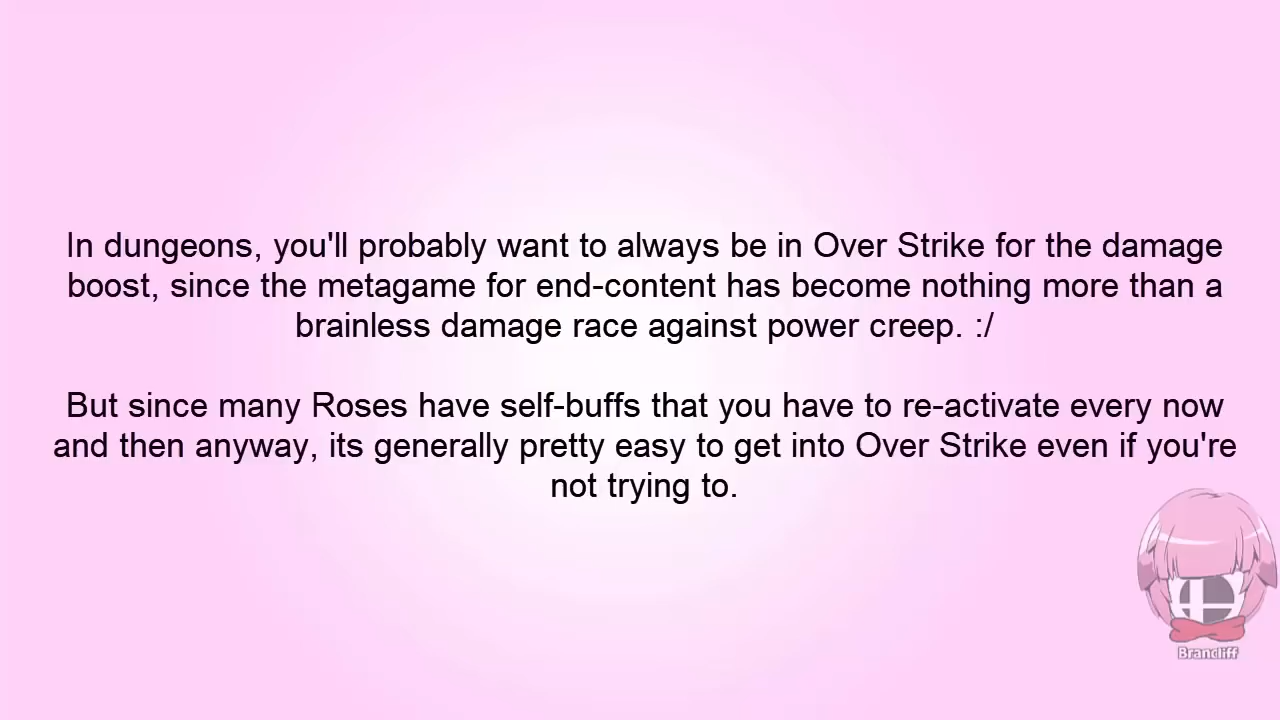 In dungeons, you'll probably want to always be in Over Strike for the damage
boost, since the metagame for end-content has become nothing more than a
brainless damage race against power creep. :/
But since many Roses have self-buffs that you have to re-activate every now
and then anyway, its generally pretty easy to get into Over Strike even if you're
not trying to.
Brancliff